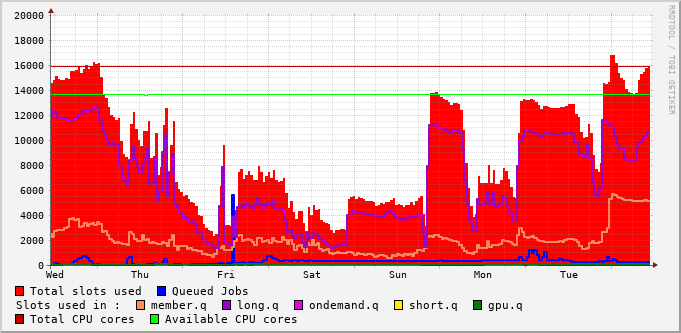 20000
18000
16000
14000
12000
10000
8000
6000
4000
2000
0
Wed Thu Fri Sat Sun Mon Tue
RRDTOOL / TOBI OETIKER
Total slots used Queued Jobs
Slots used in : member.q long.q ondemand.q short.q gpu.q
Total CPU cores Available CPU cores